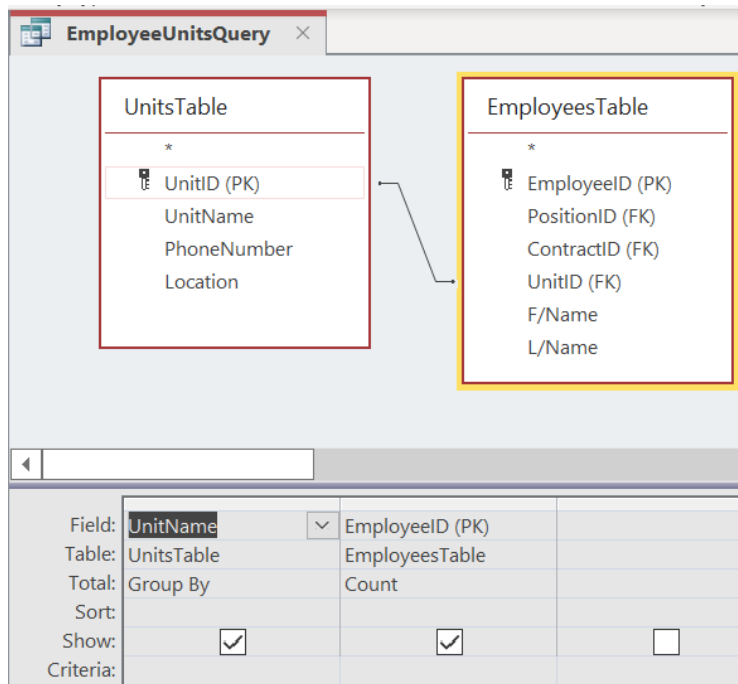 EmployeeUnitsQuery
UnitsTable
*
UnitID (PK)
UnitName
PhoneNumber
Location
EmployeesTable
*
EmployeeID (PK)
PositionID (FK)
ContractID (FK)
UnitID (FK)
F/Name
L/Name
Field: UnitName EmployeeID (PK)
Table: UnitsTable EmployeesTable
Total: Group By Count
Sort:
Show:
Criteria: